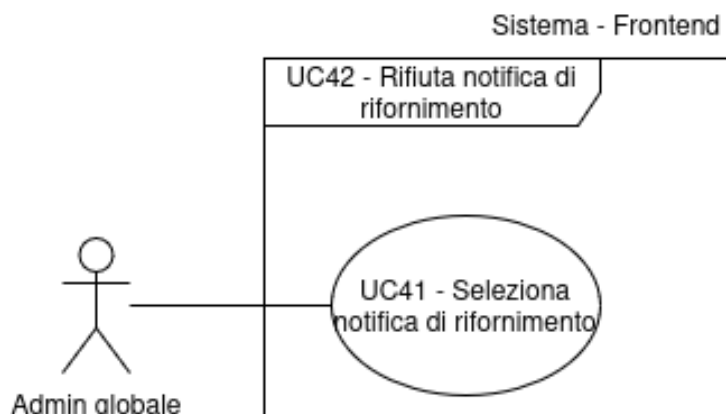 Sistema - Frontend
UC42 - Rifiuta notifica di
rifornimento
UC41 - Seleziona
notifica di rifornimento
Admin globale